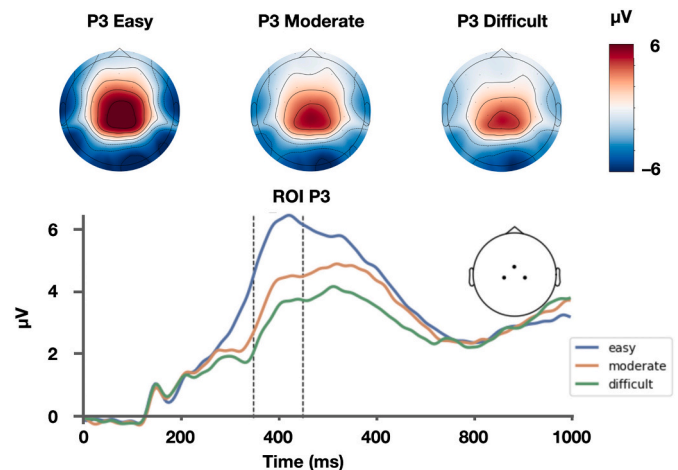 P3 Easy P3 Moderate P3 Difficult µV
6
−6
ROI P3
6
4
2
0
µV
0 200 400 400 800 1000
Time (ms)
easy
moderate
difficult